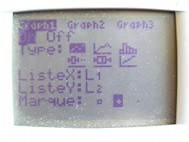 Graph1 Graph2 Graph3
On Off
Type:
ListeX:L1
ListeY:L2
Marque: